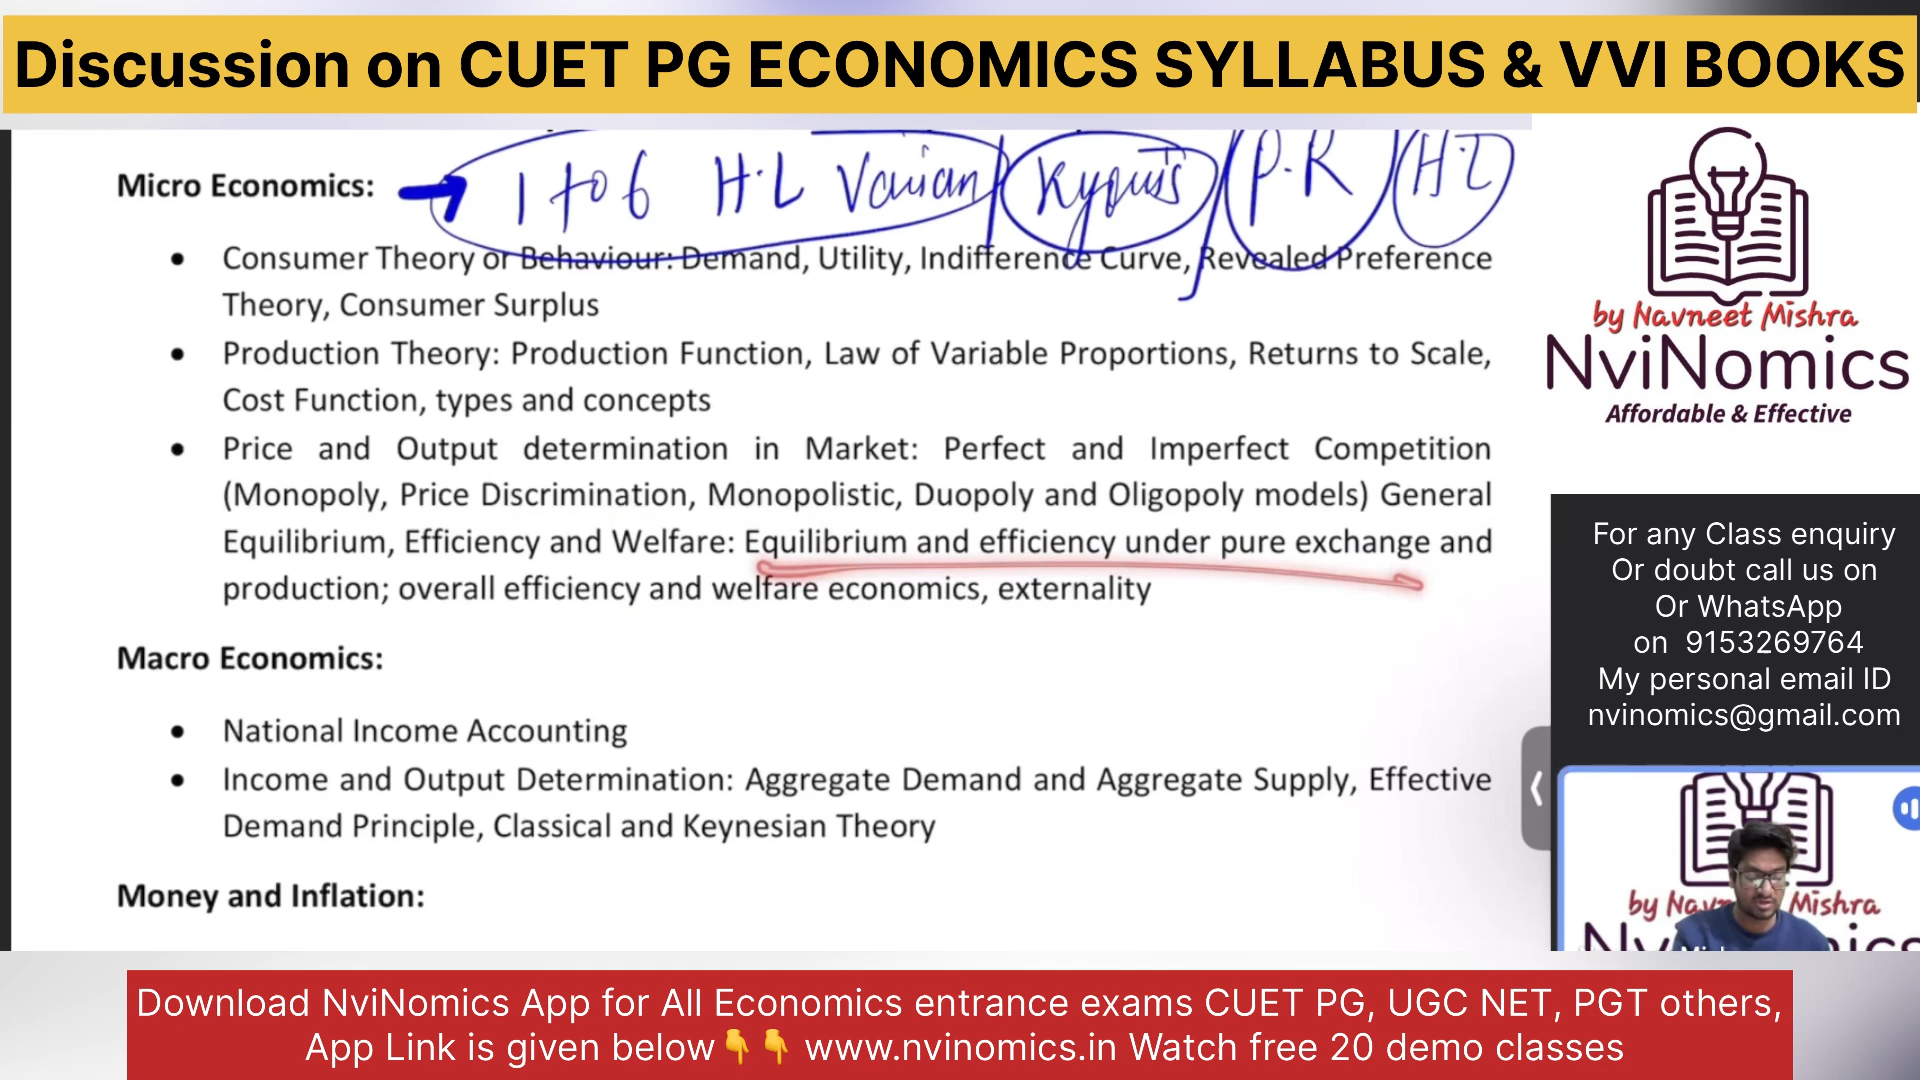 Discussion on CUET PG ECONOMICS SYLLABUS & VVI BOOKS
Micro Economics: 1 to 6 H.L Varian P.R H.L
• Consumer Theory or Behaviour: Demand, Utility, Indifference Curve, Revealed Preference
Theory, Consumer Surplus
• Production Theory: Production Function, Law of Variable Proportions, Returns to Scale,
Cost Function, types and concepts
• Price and Output determination in Market: Perfect and Imperfect Competition
(Monopoly, Price Discrimination, Monopolistic, Duopoly and Oligopoly models) General
Equilibrium, Efficiency and Welfare: Equilibrium and efficiency under pure exchange and
production; overall efficiency and welfare economics, externality
Macro Economics:
• National Income Accounting
• Income and Output Determination: Aggregate Demand and Aggregate Supply, Effective
Demand Principle, Classical and Keynesian Theory
Money and Inflation:
by Navneet Mishra
NviNomics
Affordable & Effective
For any Class enquiry
Or doubt call us on
Or WhatsApp
on 9153269764
My personal email ID
nvinomics@gmail.com
by Mishra
Download NviNomics App for All Economics entrance exams CUET PG, UGC NET, PGT others,
App Link is given below👇👇 www.nvinomics.in Watch free 20 demo classes